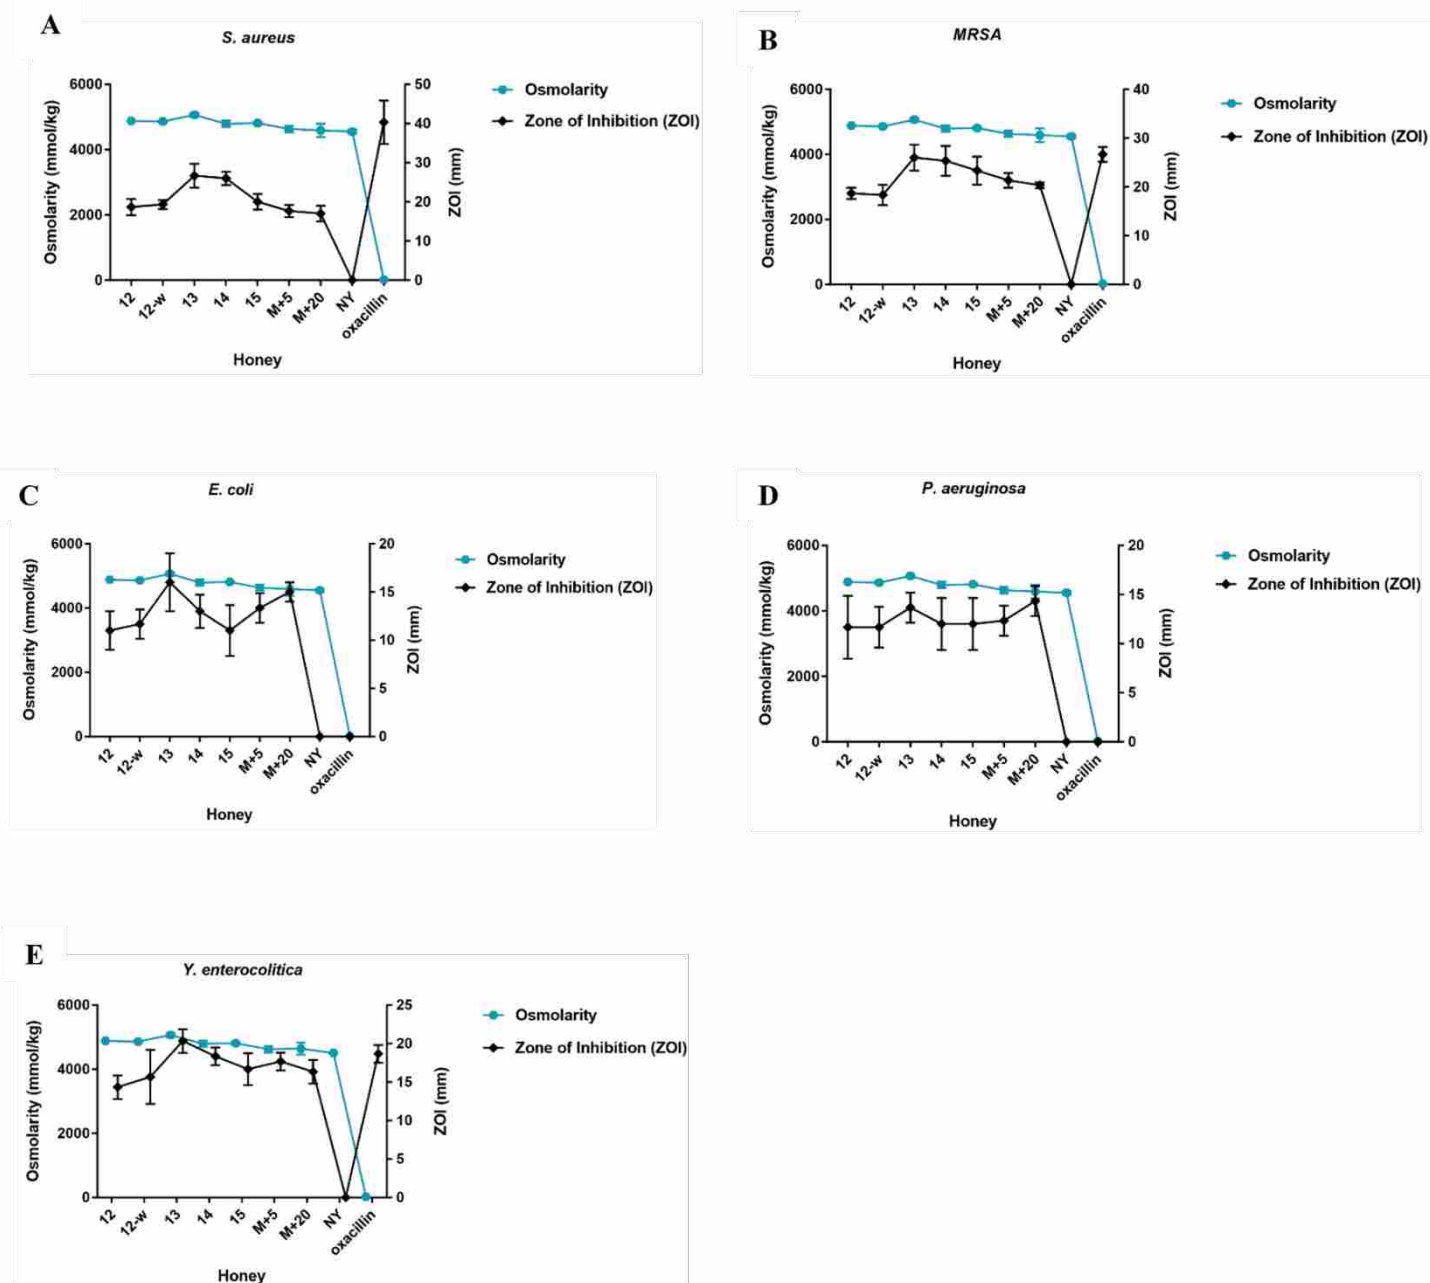 A
S. aureus
Osmolarity (mmol/kg)
6000
4000
2000
0
50
40
30
20
10
0
ZOI (mm)
Osmolarity
Zone of Inhibition (ZOI)
12
12-w
13
14
15
M+5
M+20
NY
oxacillin
Honey
B
MRSA
Osmolarity (mmol/kg)
6000
4000
2000
0
40
30
20
10
0
ZOI (mm)
Osmolarity
Zone of Inhibition (ZOI)
12
12-w
13
14
15
M+5
M+20
NY
oxacillin
Honey
C
E. coli
Osmolarity (mmol/kg)
6000
4000
2000
0
20
15
10
5
0
ZOI (mm)
Osmolarity
Zone of Inhibition (ZOI)
12
12-w
13
14
15
M+5
M+20
NY
oxacillin
Honey
D
P. aeruginosa
Osmolarity (mmol/kg)
6000
4000
2000
0
20
15
10
5
0
ZOI (mm)
Osmolarity
Zone of Inhibition (ZOI)
12
12-w
13
14
15
M+5
M+20
NY
oxacillin
Honey
E
Y. enterocolitica
Osmolarity (mmol/kg)
6000
4000
2000
0
25
20
15
10
5
0
ZOI (mm)
Osmolarity
Zone of Inhibition (ZOI)
12
12-w
13
14
15
M+5
M+20
NY
oxacillin
Honey